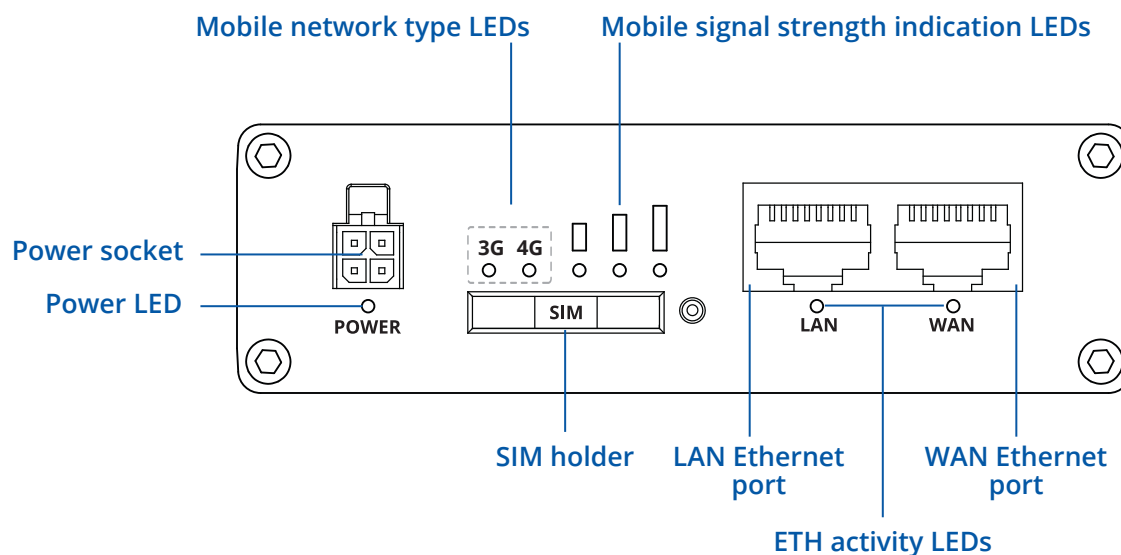 Mobile network type LEDs
Mobile signal strength indication LEDs
3G 4G
Power socket
Power LED
POWER
SIM
LAN
WAN
SIM holder
LAN Ethernet
port
WAN Ethernet
port
ETH activity LEDs